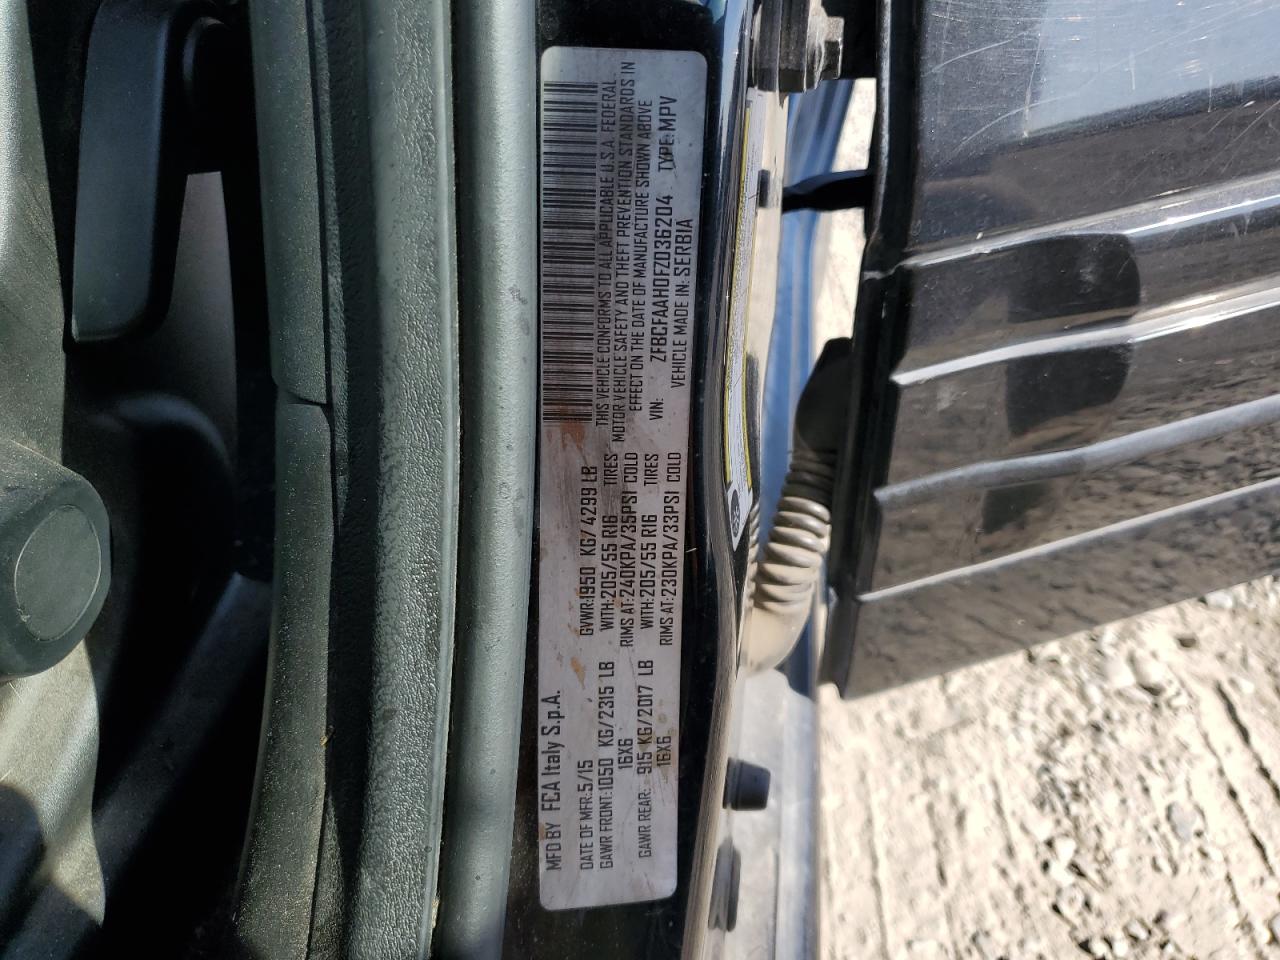 MFD BY FCA Italy S.p.A.
DATE OF MFR:5/15 GVWR:1950 KG/4299 LB
GAWR FRONT:1050 KG/2315 LB WITH:205/55 R16 TIRES
16X6 RIMS AT:240KPA/35PSI COLD
GAWR REAR: 915 KG/2017 LB WITH:205/55 R16 TIRES
16X6 RIMS AT:230KPA/33PSI COLD
THIS VEHICLE CONFORMS TO ALL APPLICABLE U.S.A. FEDERAL
MOTOR VEHICLE SAFETY AND THEFT PREVENTION STANDARDS IN
EFFECT ON THE DATE OF MANUFACTURE SHOWN ABOVE
VIN: ZFBCFAAH0FZ036204 TYPE: MPV
VEHICLE MADE IN: SERBIA